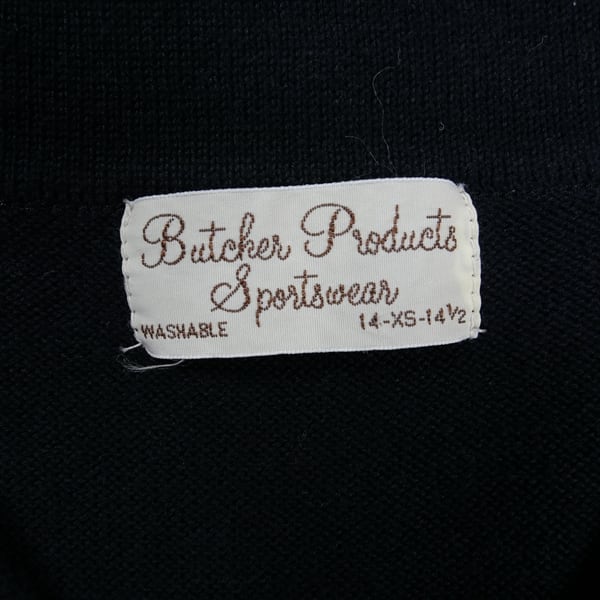 Butcher Products
Sportswear
WASHABLE 14-XS-14½